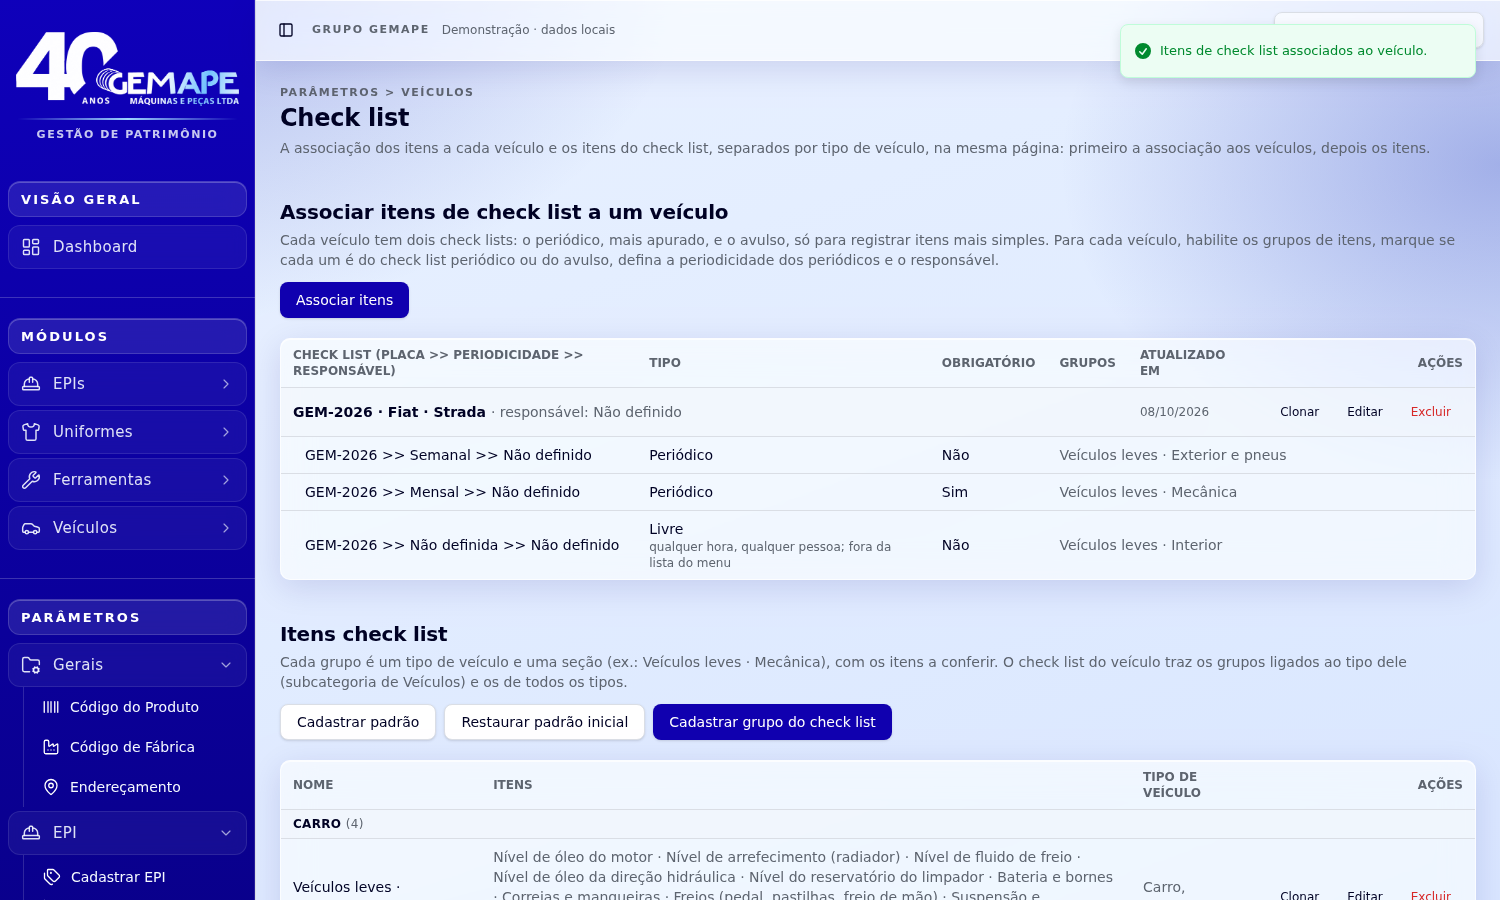 40 GEMAPE
ANOS MÁQUINAS E PEÇAS LTDA
GESTÃO DE PATRIMÔNIO
VISÃO GERAL
Dashboard
MÓDULOS
EPIs
Uniformes
Ferramentas
Veículos
PARÂMETROS
Gerais
Código do Produto
Código de Fábrica
Endereçamento
EPI
Cadastrar EPI
GRUPO GEMAPE Demonstração · dados locais
Itens de check list associados ao veículo.
PARÂMETROS > VEÍCULOS
Check list
A associação dos itens a cada veículo e os itens do check list, separados por tipo de veículo, na mesma página: primeiro a associação aos veículos, depois os itens.
Associar itens de check list a um veículo
Cada veículo tem dois check lists: o periódico, mais apurado, e o avulso, só para registrar itens mais simples. Para cada veículo, habilite os grupos de itens, marque se
cada um é do check list periódico ou do avulso, defina a periodicidade dos periódicos e o responsável.
Associar itens
CHECK LIST (PLACA >> PERIODICIDADE >>
RESPONSÁVEL)
TIPO
OBRIGATÓRIO
GRUPOS
ATUALIZADO
EM
AÇÕES
GEM-2026 · Fiat · Strada · responsável: Não definido 08/10/2026 Clonar Editar Excluir
GEM-2026 >> Semanal >> Não definido Periódico Não Veículos leves · Exterior e pneus
GEM-2026 >> Mensal >> Não definido Periódico Sim Veículos leves · Mecânica
GEM-2026 >> Não definida >> Não definido
Livre
qualquer hora, qualquer pessoa; fora da
lista do menu
Não
Veículos leves · Interior
Itens check list
Cada grupo é um tipo de veículo e uma seção (ex.: Veículos leves · Mecânica), com os itens a conferir. O check list do veículo traz os grupos ligados ao tipo dele
(subcategoria de Veículos) e os de todos os tipos.
Cadastrar padrão Restaurar padrão inicial Cadastrar grupo do check list
NOME
ITENS
TIPO DE
VEÍCULO
AÇÕES
CARRO (4)
Veículos leves ·
Nível de óleo do motor · Nível de arrefecimento (radiador) · Nível de fluido de freio ·
Nível de óleo da direção hidráulica · Nível do reservatório do limpador · Bateria e bornes
· Correias e mangueiras · Freios (pedal, pastilhas, freio de mão) · Suspensão e
Carro,
Clonar Editar Excluir